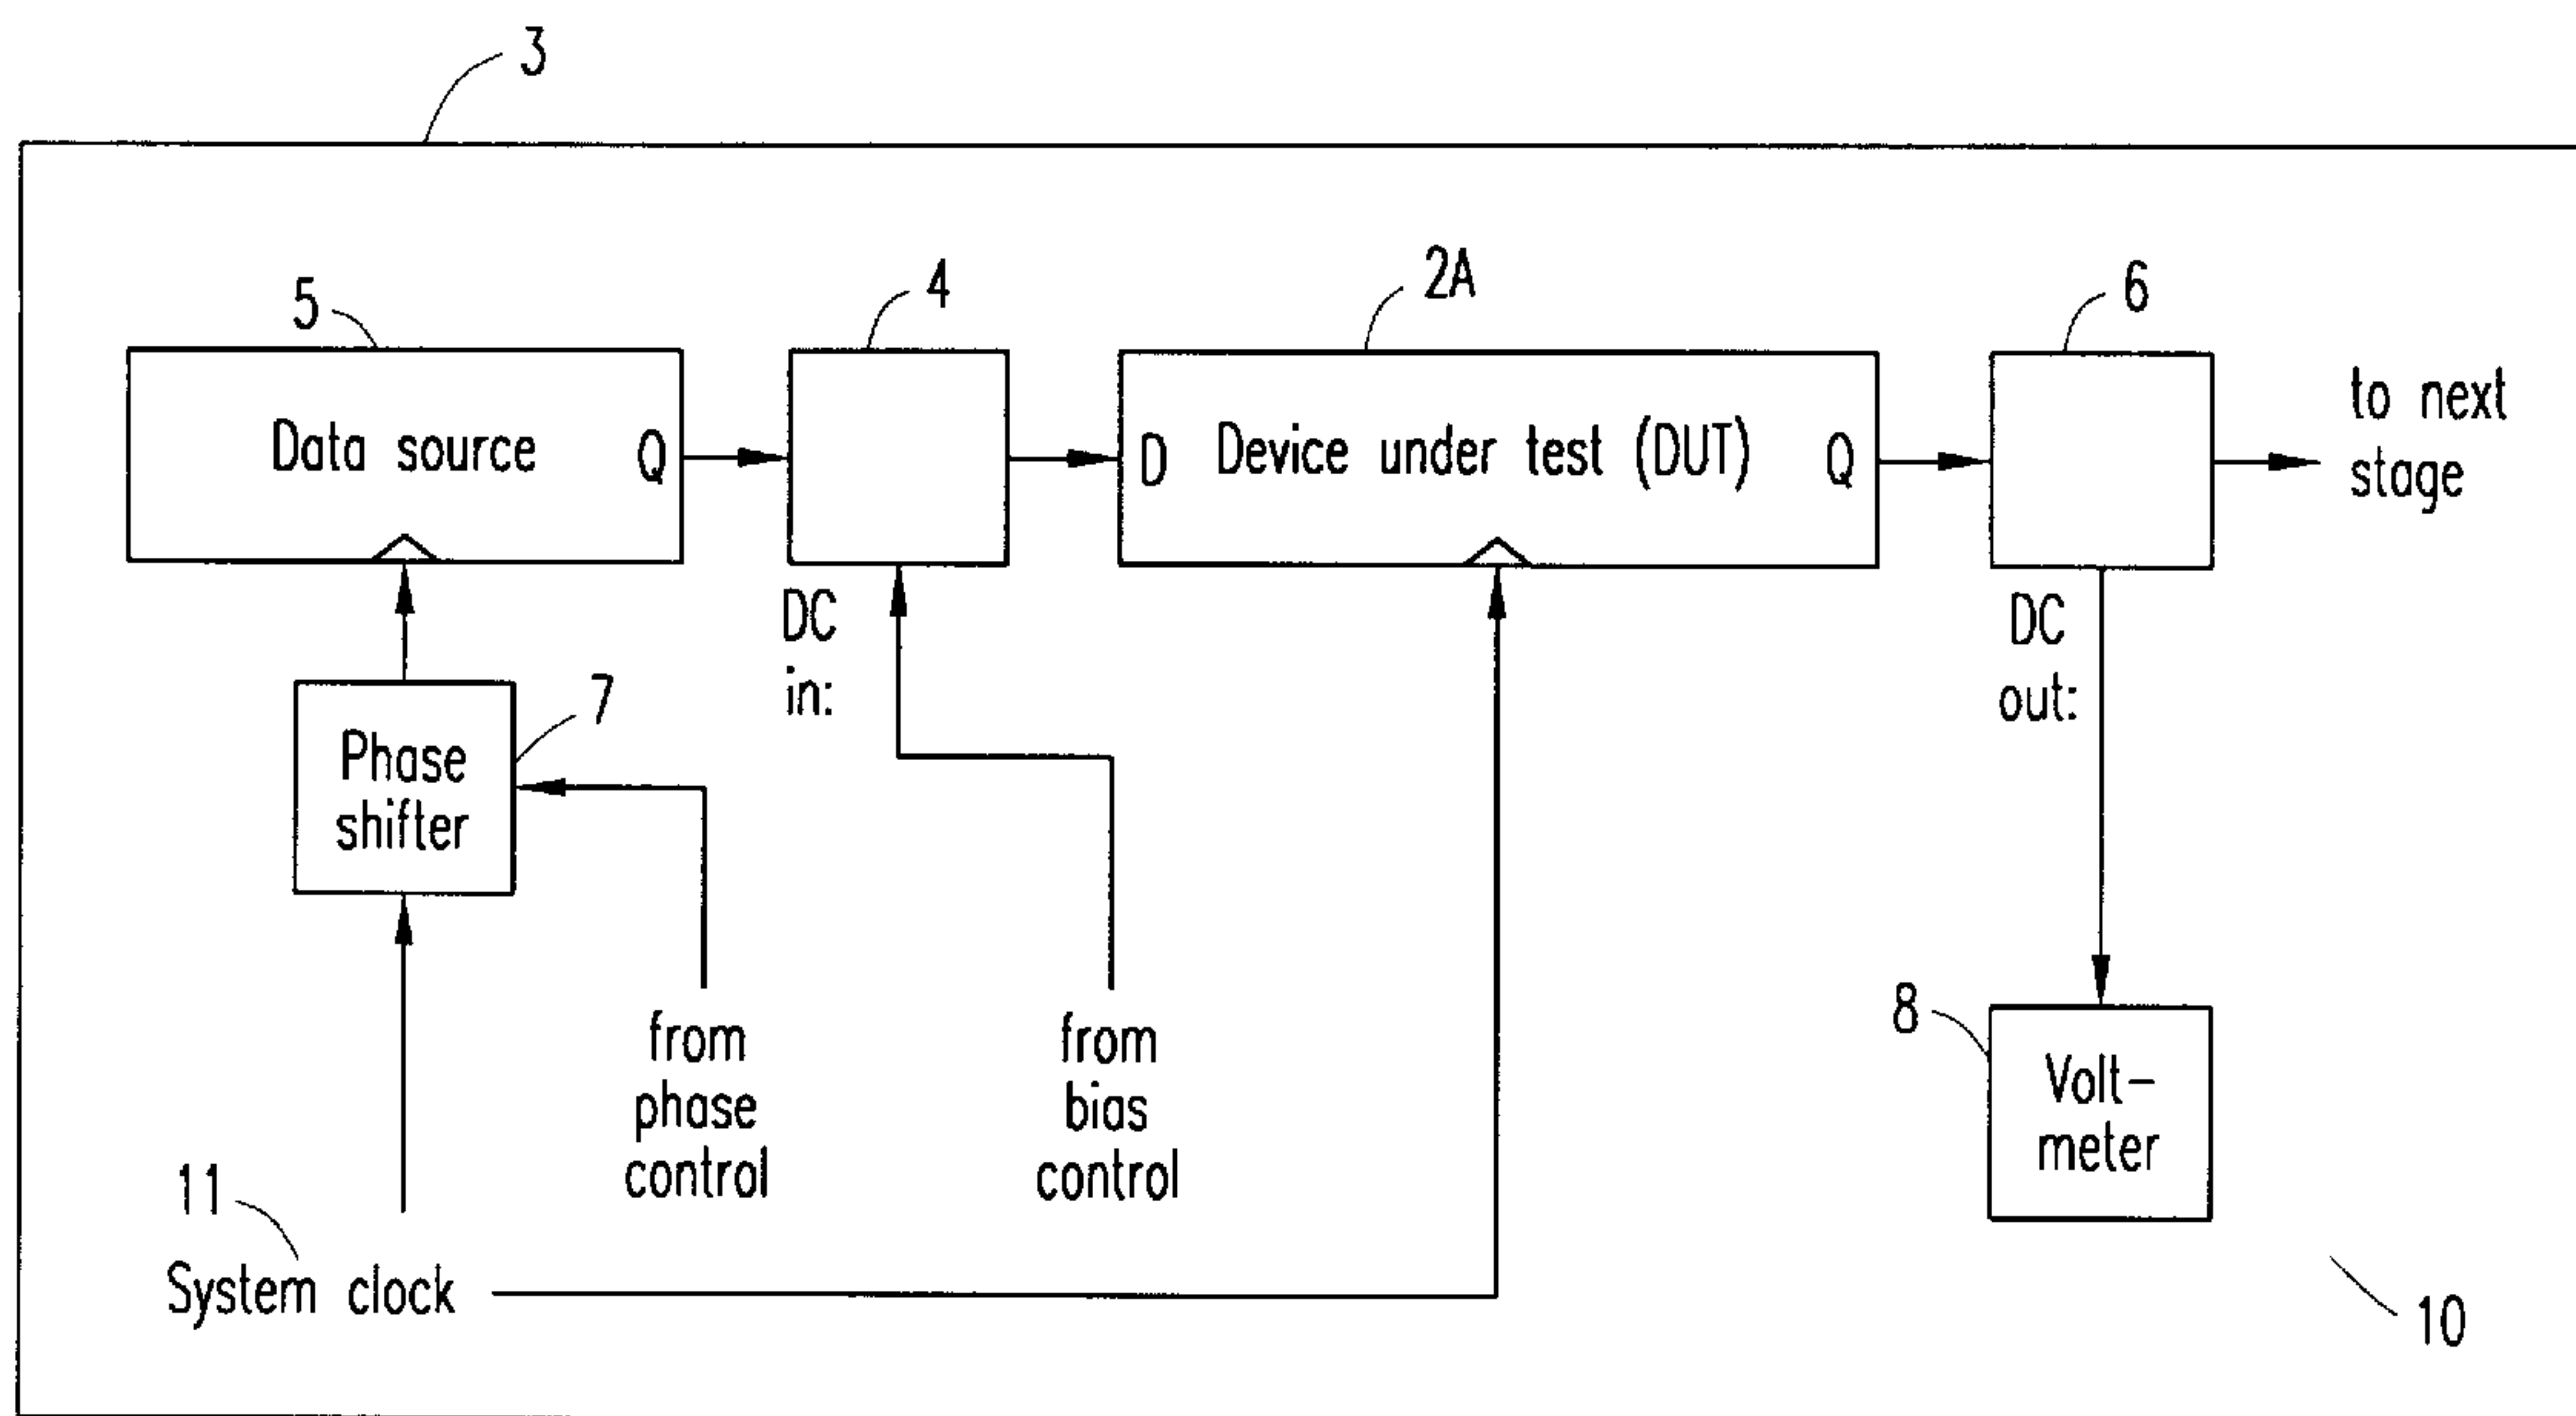 3
5
4
2A
6
Data source
Q
D
Device under test (DUT)
Q
to next
stage
DC
in:
DC
out:
7
Phase
shifter
from
phase
control
from
bias
control
8
Volt-
meter
11
System clock
10